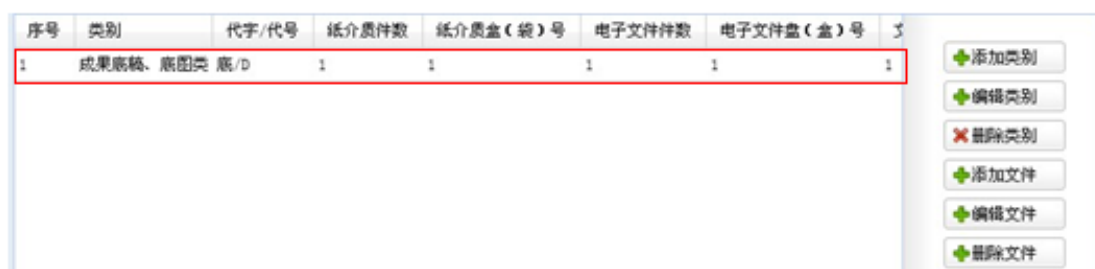 序号 类别 代字/代号 纸介质件数 纸介质盒(袋)号 电子文件件数 电子文件盘(盒)号
1 成果底稿、底图类 底/D 1 1 1 1 1
添加类别
编辑类别
删除类别
添加文件
编辑文件
删除文件